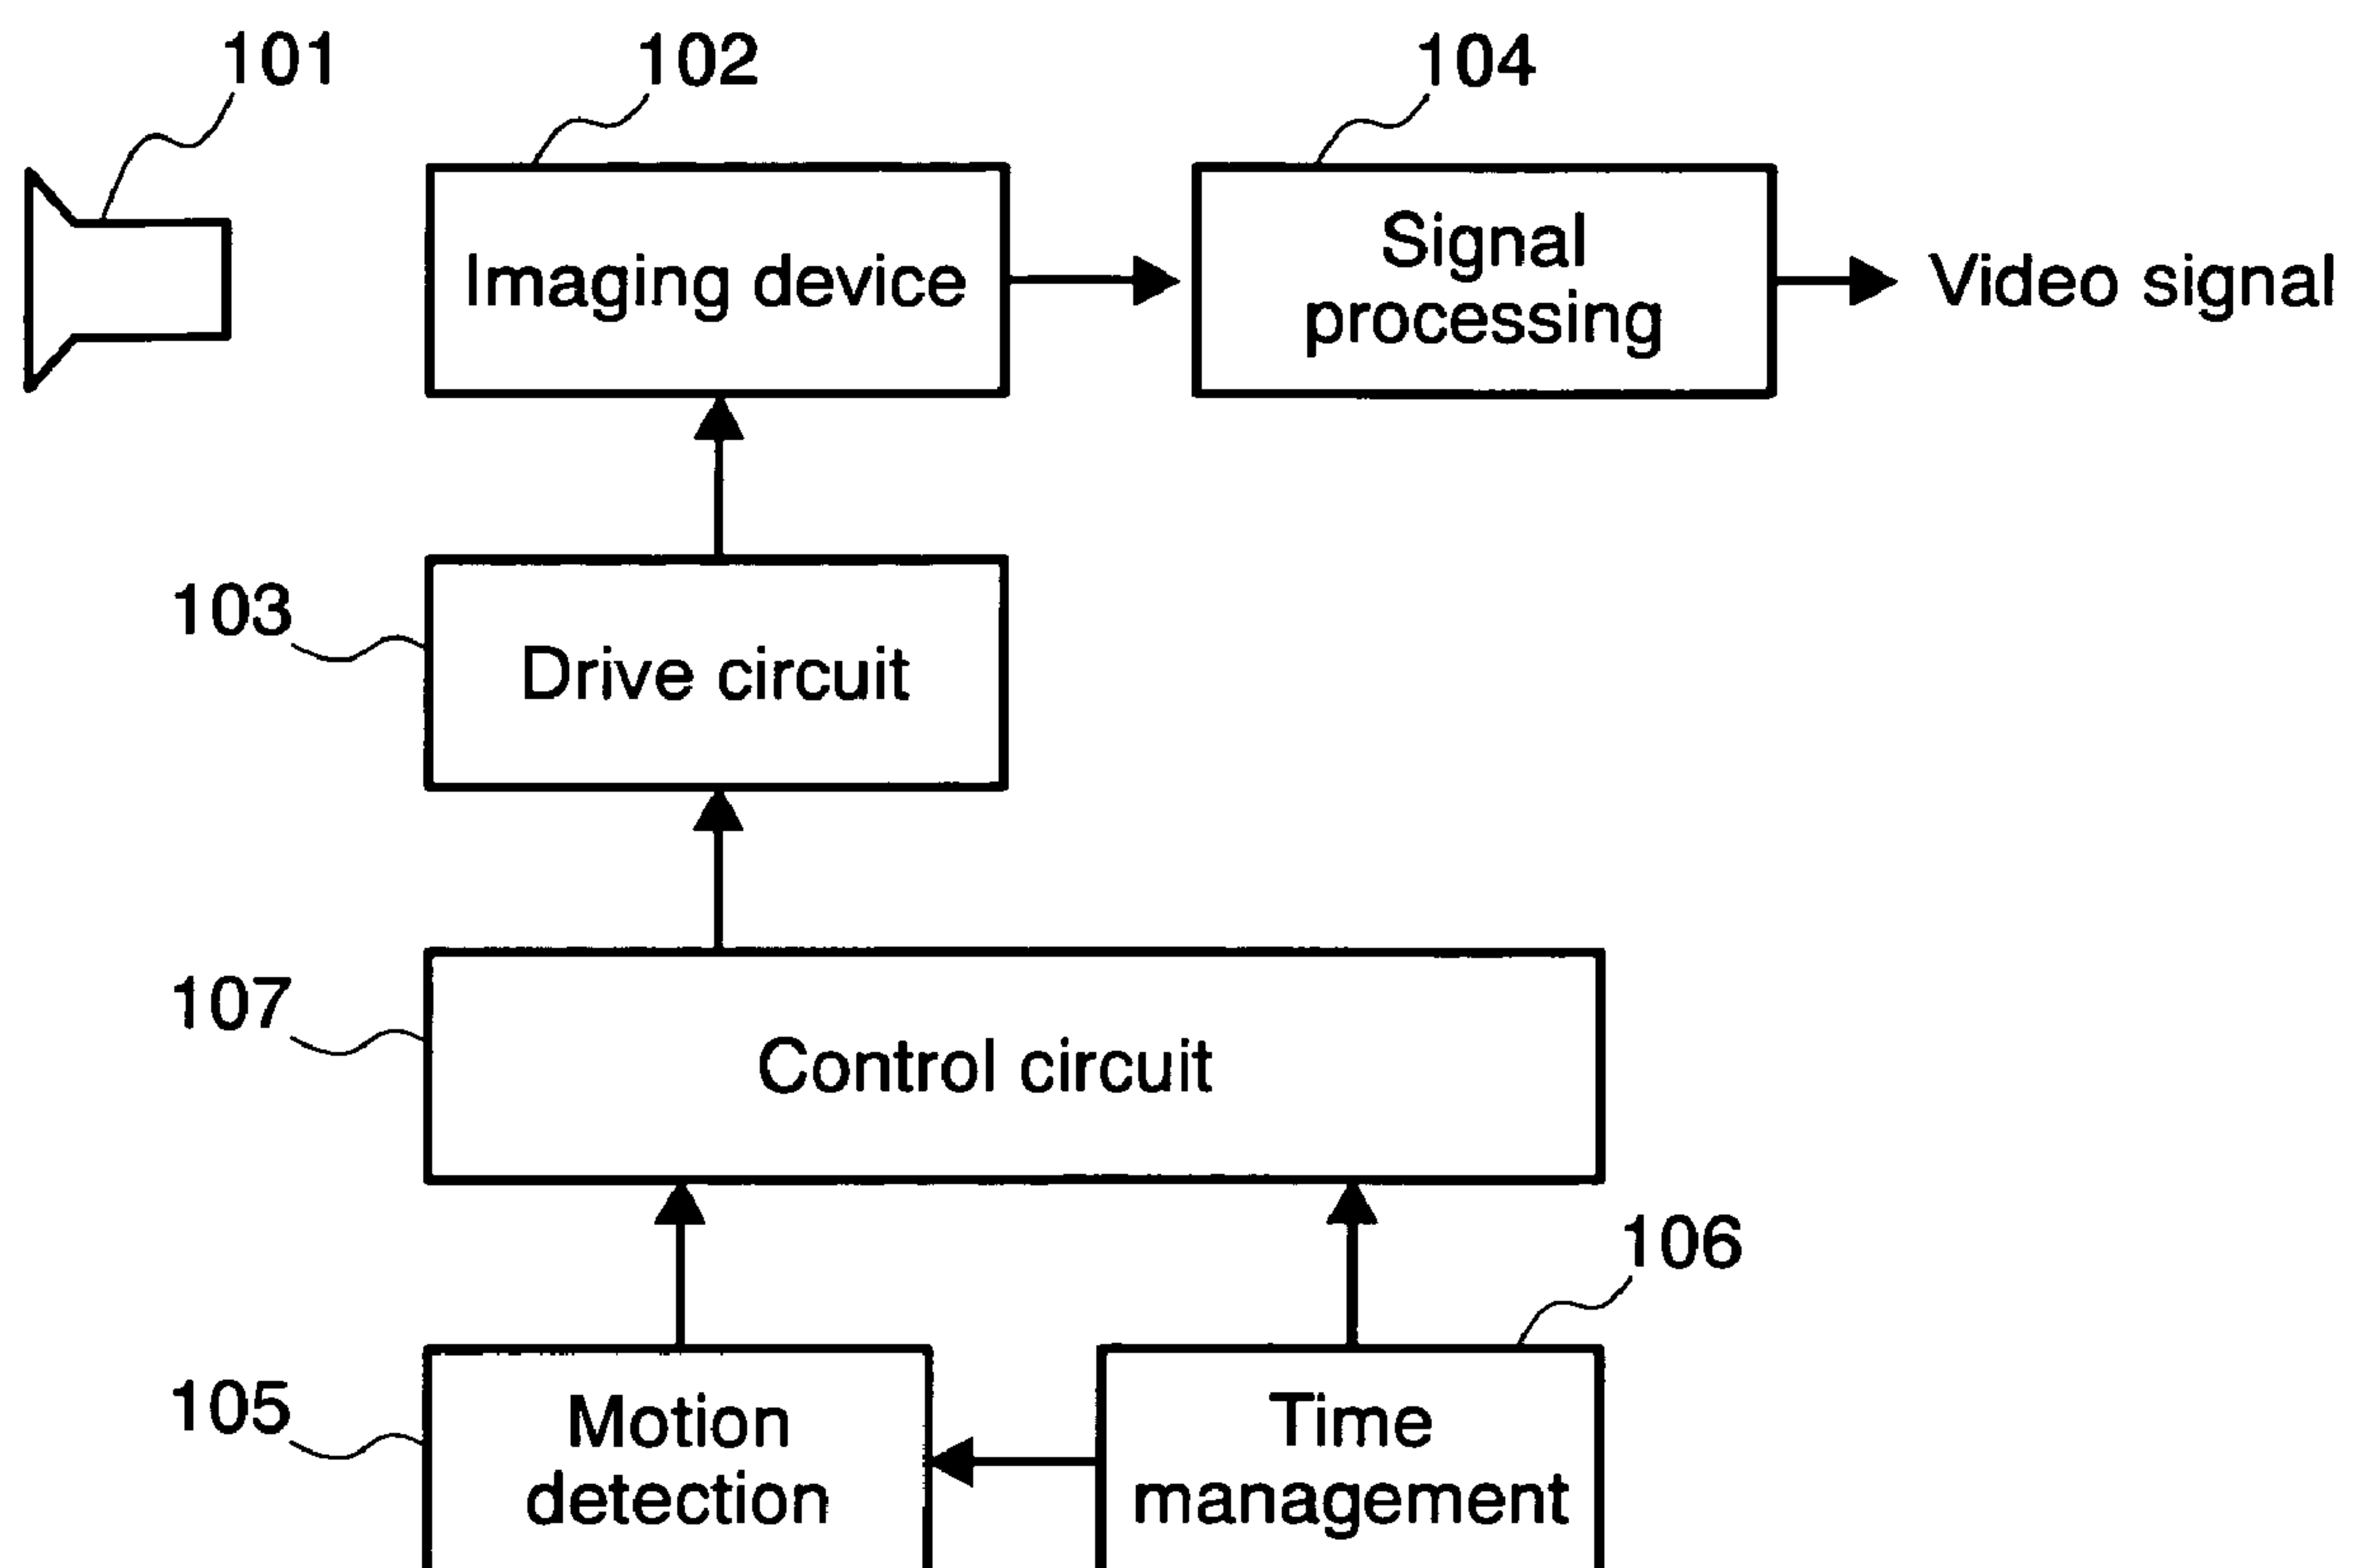 101
102
104
Imaging device
Signal
processing
Video signal
103
Drive circuit
107
Control circuit
106
105
Motion
detection
Time
management